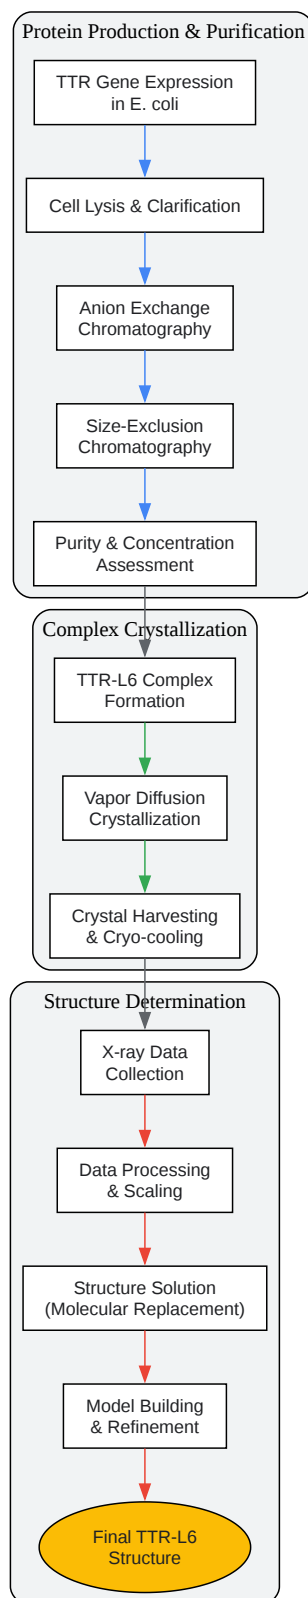 Protein Production & Purification
TTR Gene Expression
in E. coli
Cell Lysis & Clarification
Anion Exchange
Chromatography
Size-Exclusion
Chromatography
Purity & Concentration
Assessment
Complex Crystallization
TTR-L6 Complex
Formation
Vapor Diffusion
Crystallization
Crystal Harvesting
& Cryo-cooling
Structure Determination
X-ray Data
Collection
Data Processing
& Scaling
Structure Solution
(Molecular Replacement)
Model Building
& Refinement
Final TTR-L6
Structure